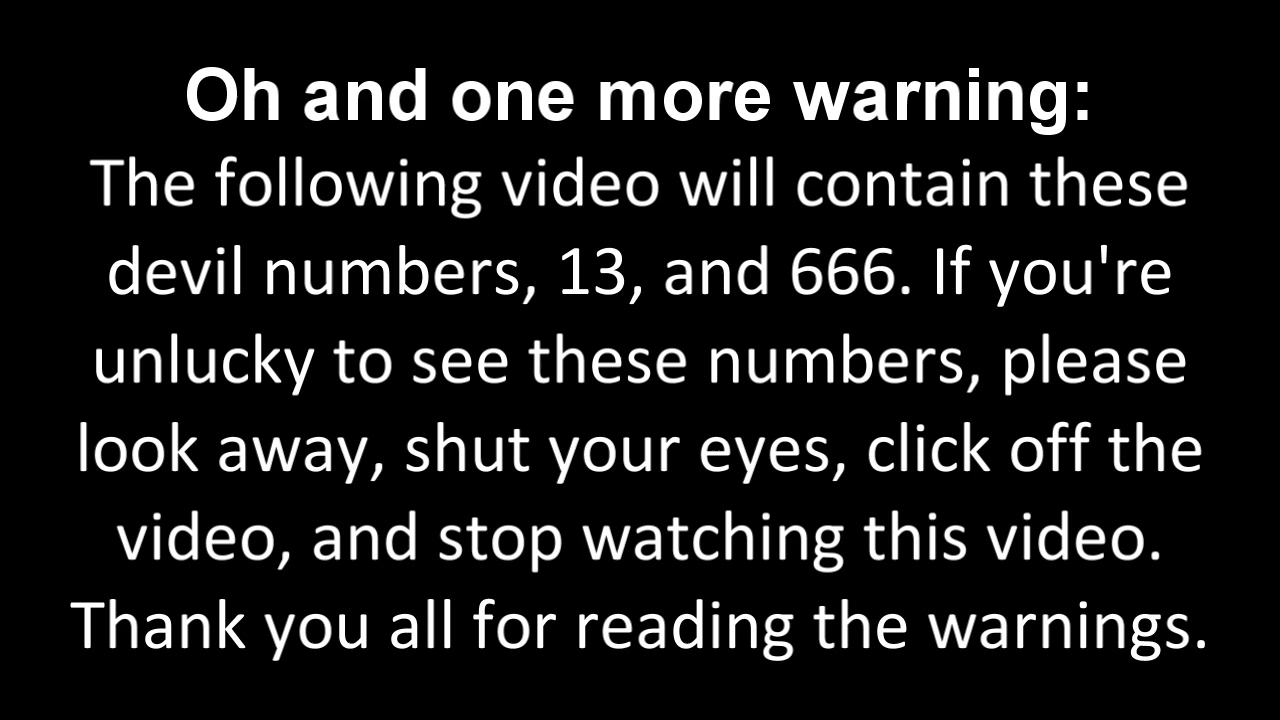 Oh and one more warning:
The following video will contain these
devil numbers, 13, and 666. If you're
unlucky to see these numbers, please
look away, shut your eyes, click off the
video, and stop watching this video.
Thank you all for reading the warnings.